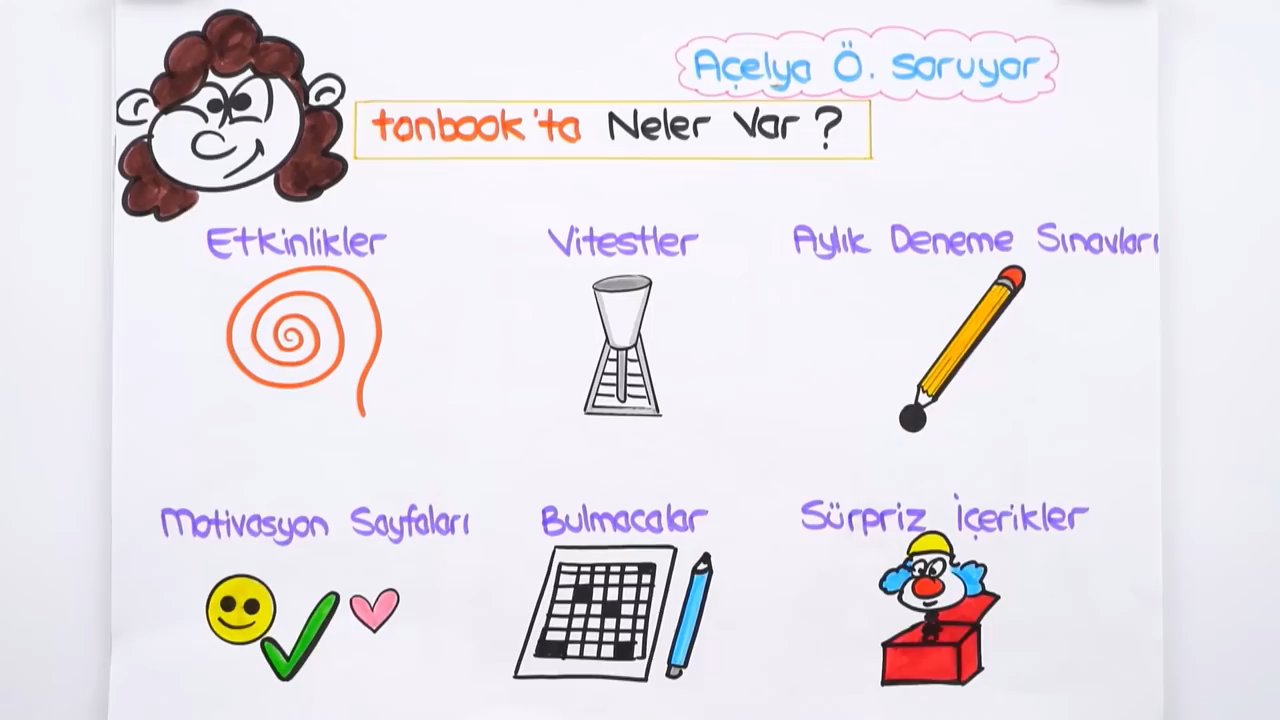 Açelya Ö. soruyor
tonbook'ta Neler Var ?
Etkinlikler
Vitestler
Aylık Deneme Sınavları
Motivasyon Sayfaları
Bulmacalar
Sürpriz İçerikler